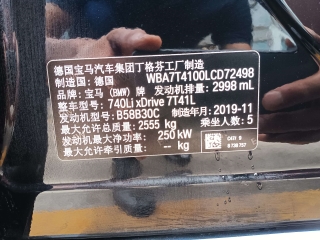 德国宝马汽车集团丁格芬工厂制造
德国 制造 WBA7T4100LCD72498
品牌：宝马（BMW）牌 发动机排量：2998 mL
整车型号：740Li xDrive 7T41L
发动机型号：B58B30C 制造年月：2019-11
最大允许总质量：2555 kg 乘坐人数：5
发动机最大净功率：250 kW
最大允许牵引质量：-- kg